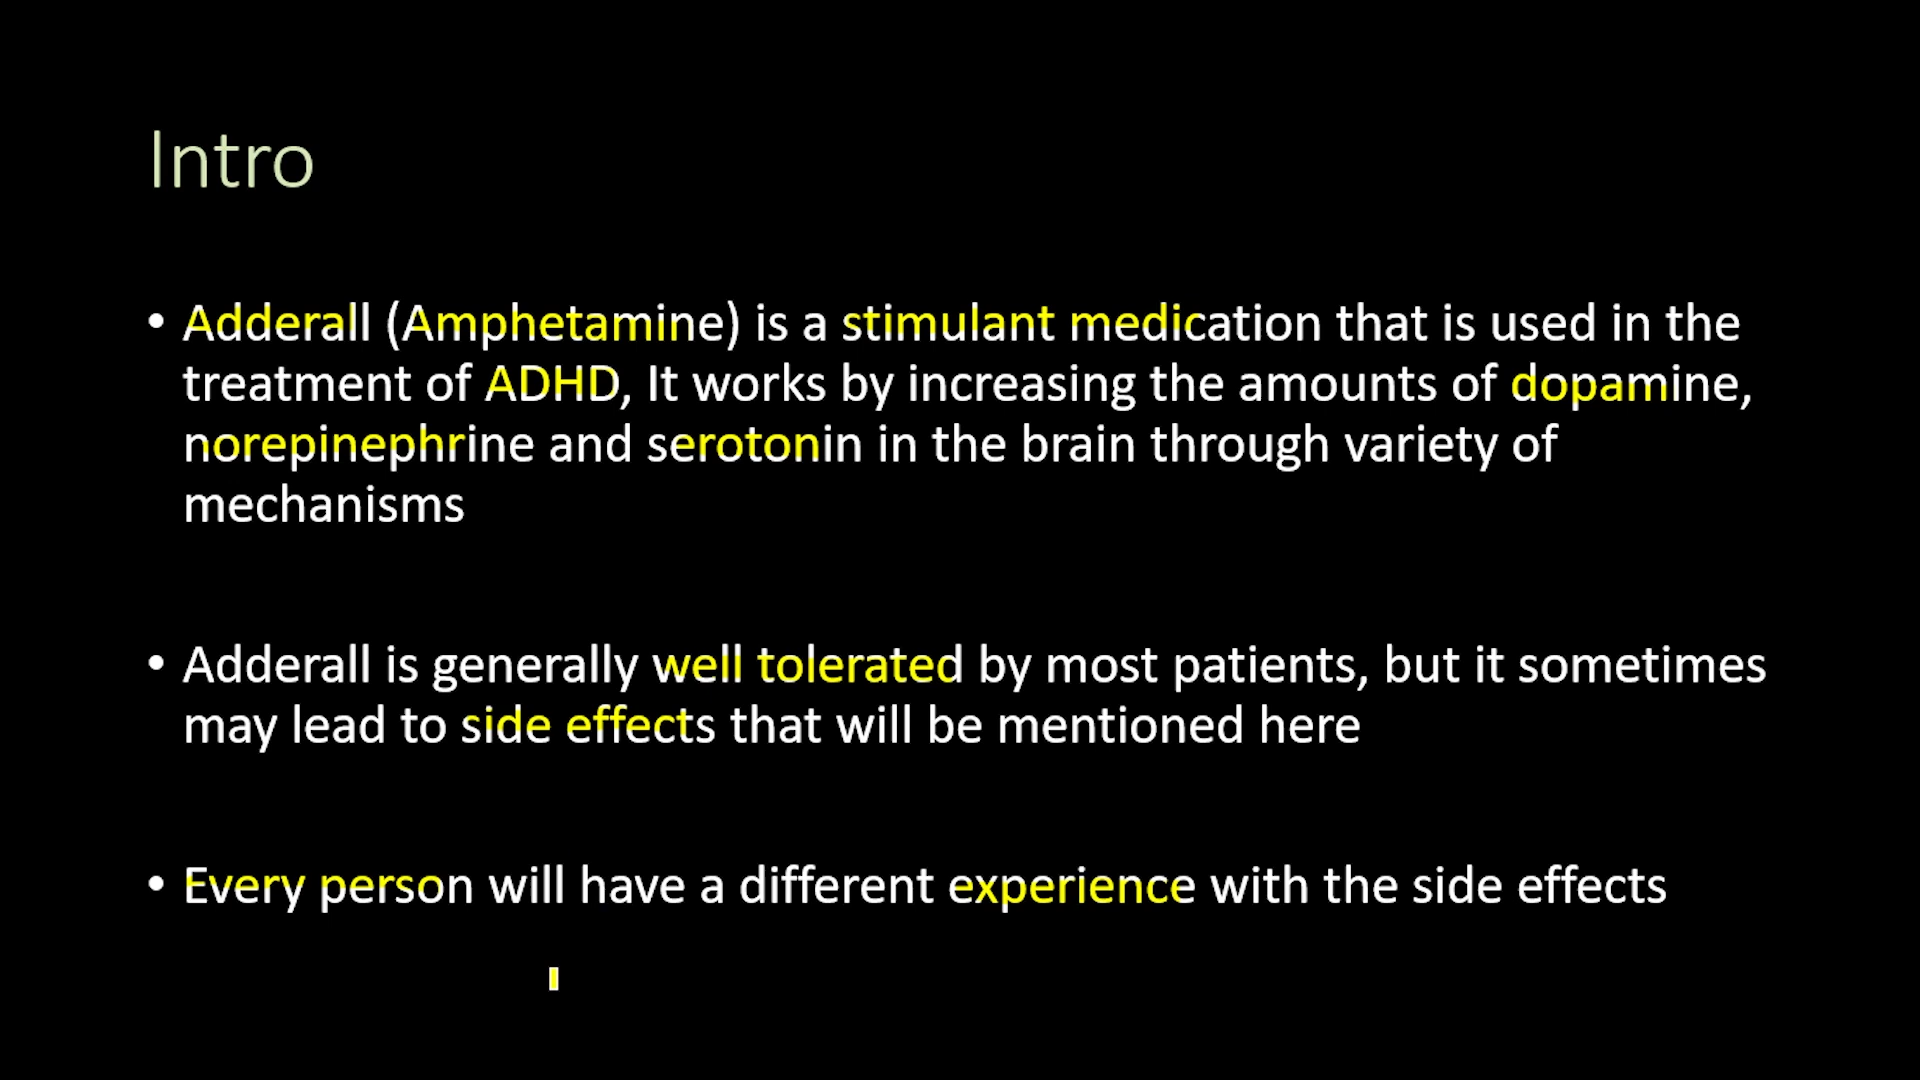 Intro
• Adderall (Amphetamine) is a stimulant medication that is used in the
treatment of ADHD, It works by increasing the amounts of dopamine,
norepinephrine and serotonin in the brain through variety of
mechanisms
• Adderall is generally well tolerated by most patients, but it sometimes
may lead to side effects that will be mentioned here
• Every person will have a different experience with the side effects